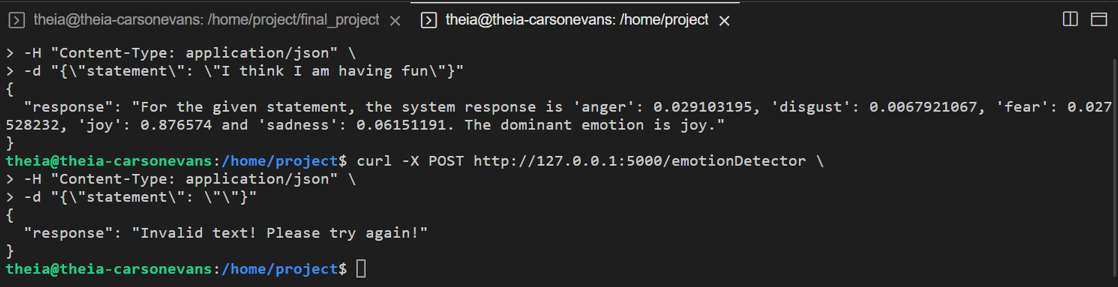 theia@theia-carsonevans: /home/project/final_project theia@theia-carsonevans: /home/project
> -H "Content-Type: application/json" \
> -d "{\"statement\": \"I think I am having fun\"}"
{
  "response": "For the given statement, the system response is 'anger': 0.029103195, 'disgust': 0.0067921067, 'fear': 0.027
528232, 'joy': 0.876574 and 'sadness': 0.06151191. The dominant emotion is joy."
}
theia@theia-carsonevans:/home/project$ curl -X POST http://127.0.0.1:5000/emotionDetector \
> -H "Content-Type: application/json" \
> -d "{\"statement\": \"\"}"
{
  "response": "Invalid text! Please try again!"
}
theia@theia-carsonevans:/home/project$